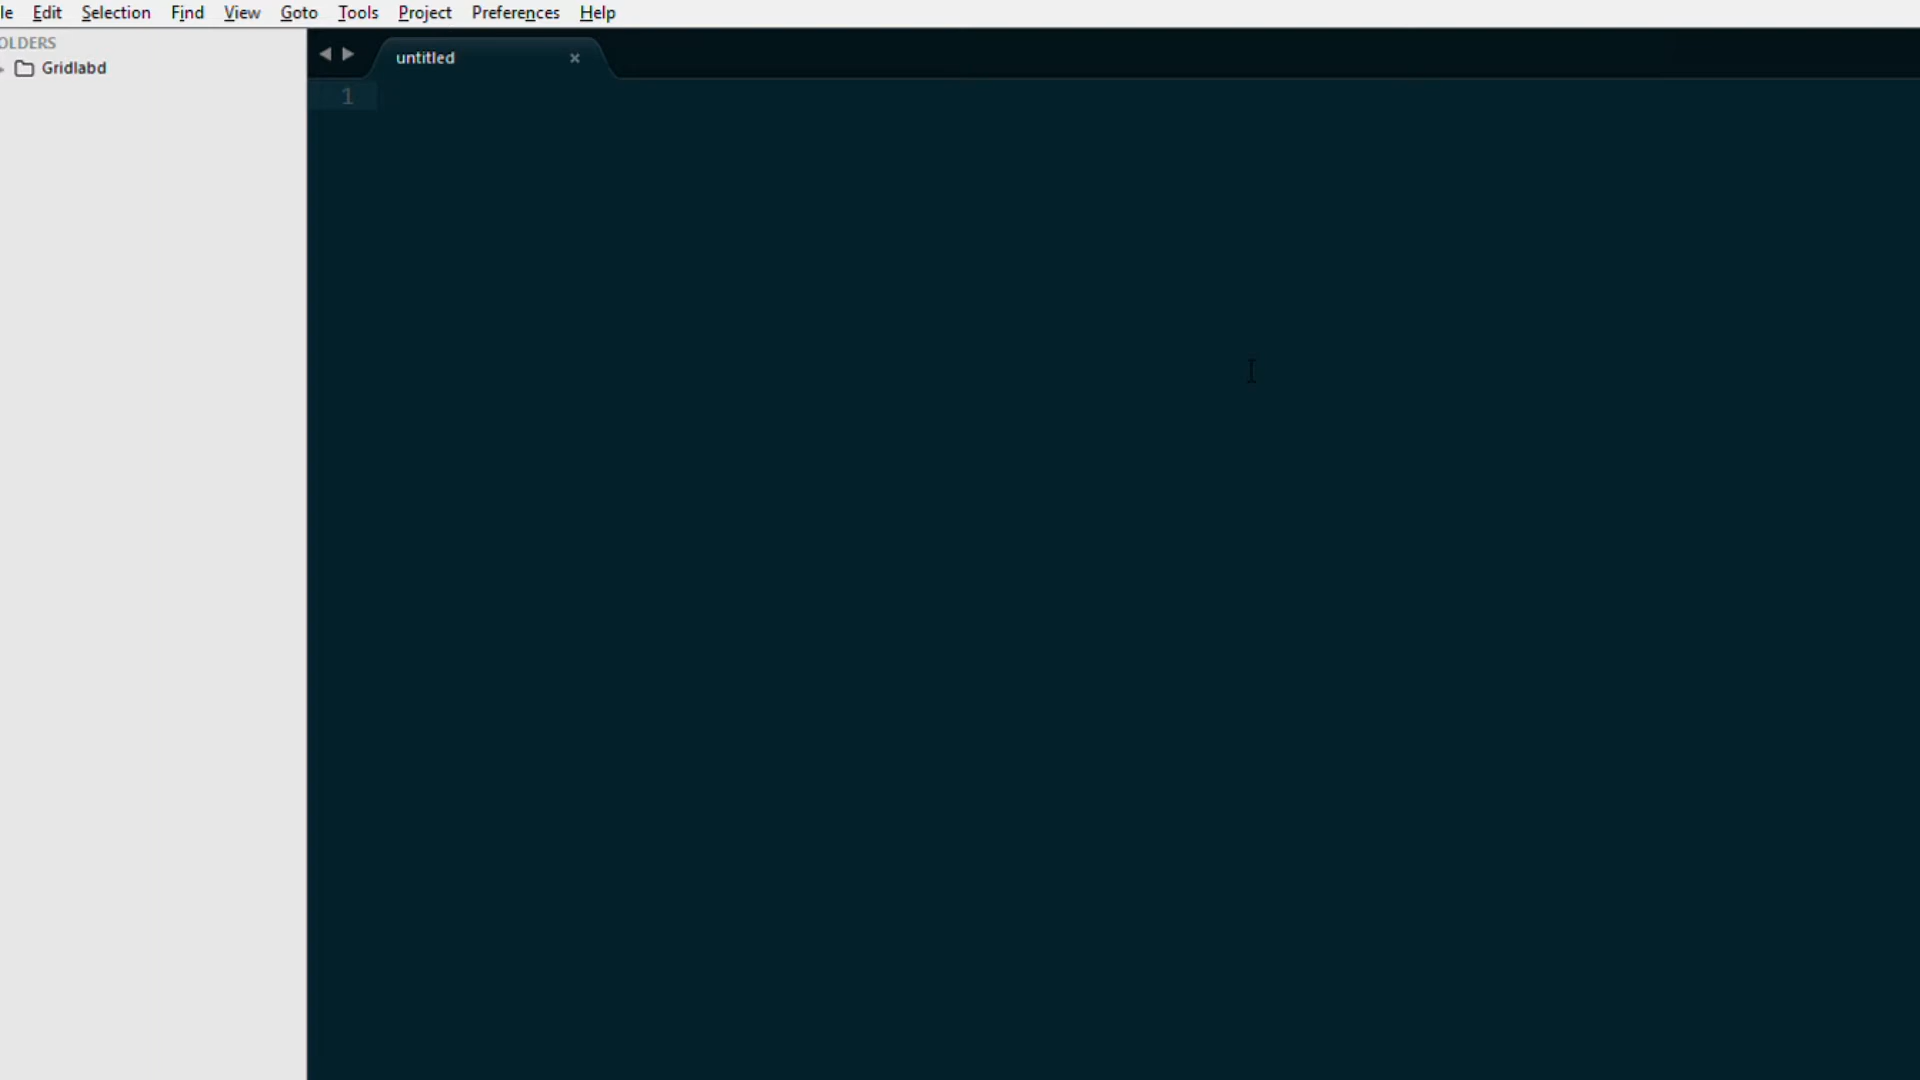 le Edit Selection Find View Goto Tools Project Preferences Help
OLDERS
Gridlabd
untitled
1